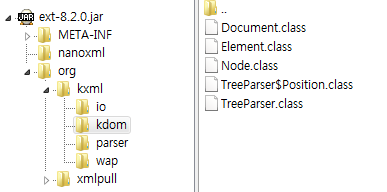 ext-8.2.0.jar
META-INF
nanoxml
org
kxml
io
kdom
parser
wap
xmlpull
..
Document.class
Element.class
Node.class
TreeParser$Position.class
TreeParser.class